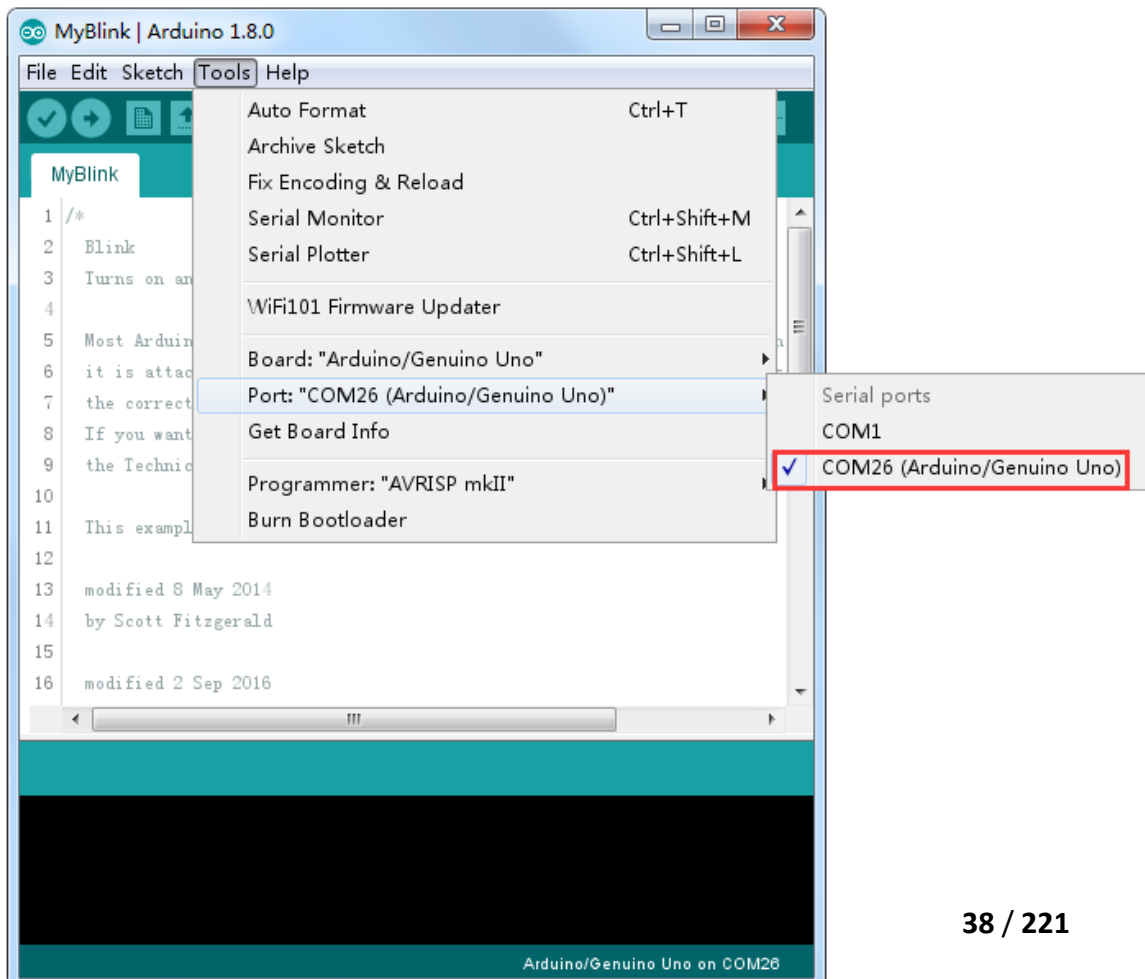 MyBlink | Arduino 1.8.0
File Edit Sketch Tools Help
Auto Format Ctrl+T
Archive Sketch
Fix Encoding & Reload
Serial Monitor Ctrl+Shift+M
Serial Plotter Ctrl+Shift+L
WiFi101 Firmware Updater
Board: "Arduino/Genuino Uno"
Port: "COM26 (Arduino/Genuino Uno)"
Get Board Info
Programmer: "AVRISP mkII"
Burn Bootloader
Serial ports
COM1
COM26 (Arduino/Genuino Uno)
MyBlink
1 /*
2 Blink
3 Turns on an
4
5 Most Arduin
6 it is attac
7 the correct
8 If you want
9 the Technic
10
11 This exampl
12
13 modified 8 May 2014
14 by Scott Fitzgerald
15
16 modified 2 Sep 2016
Arduino/Genuino Uno on COM26
38 / 221